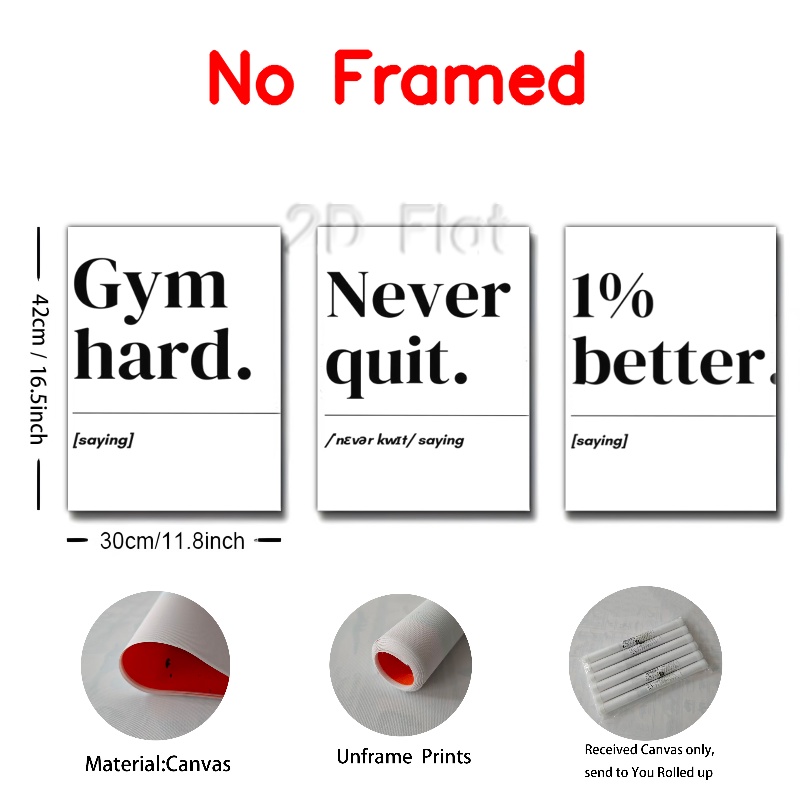 No Framed
2D Flat
Gym
hard.
[saying]
Never
quit.
/ˈnɛvər kwɪt/ saying
1%
better.
[saying]
42cm / 16.5inch
30cm/11.8inch
Material:Canvas
Unframe Prints
Received Canvas only,
send to You Rolled up